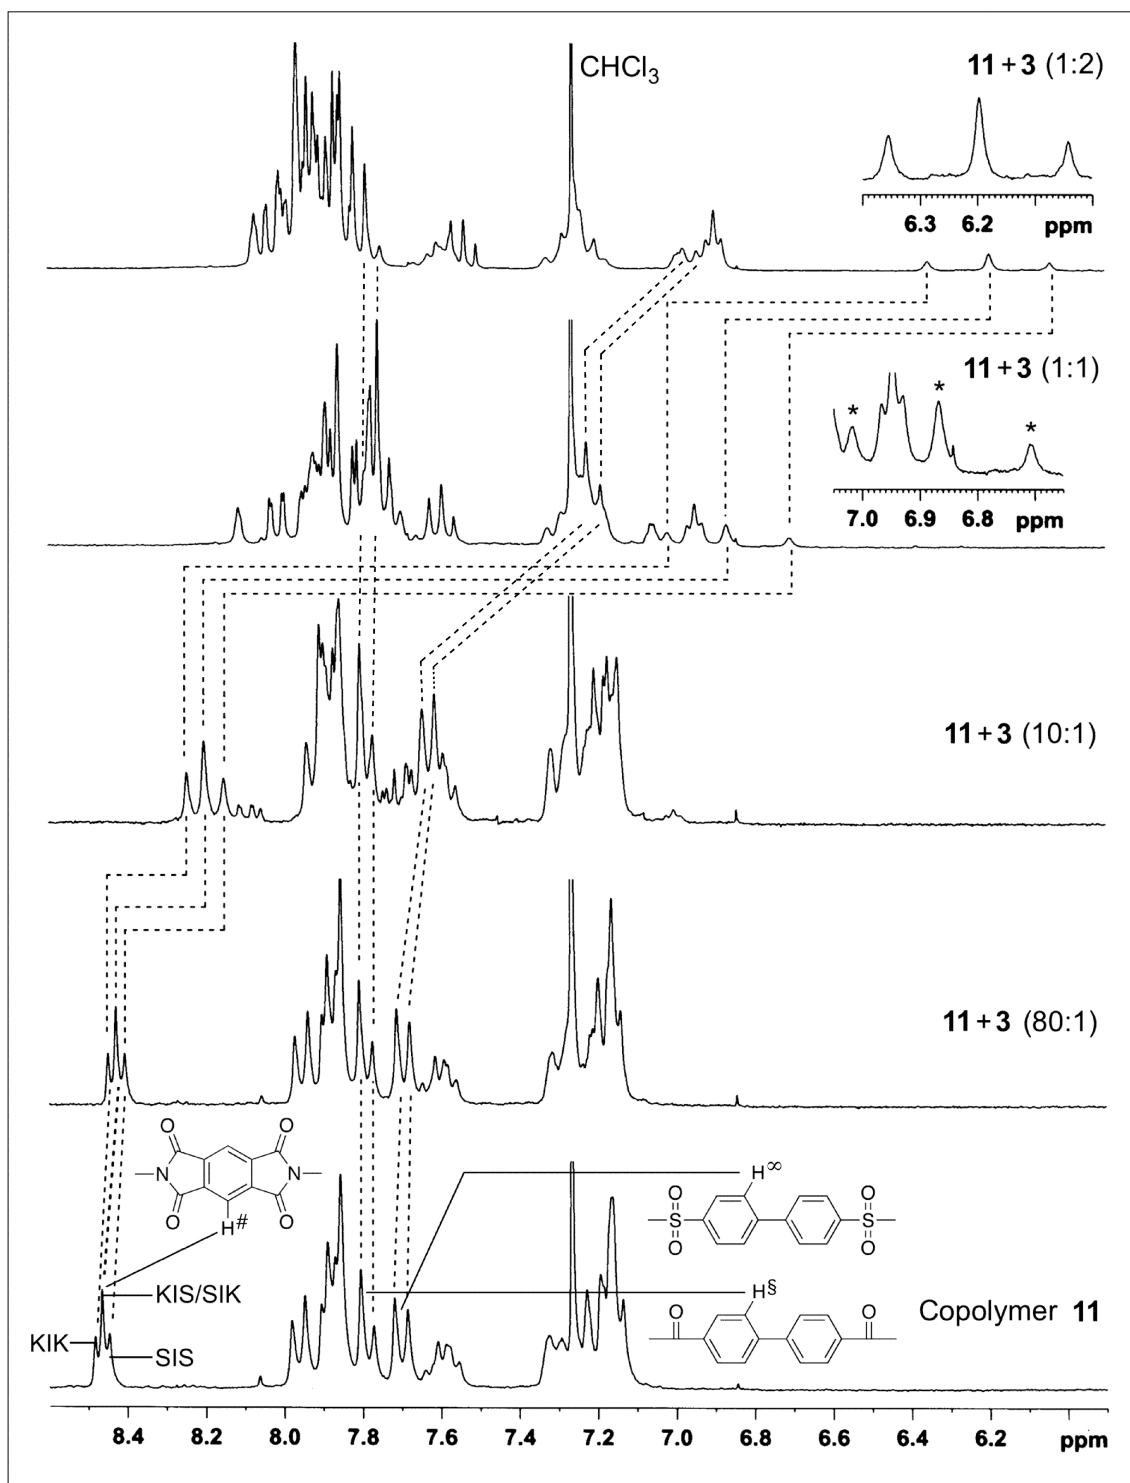 CHCl3
11 + 3 (1:2)
6.3 6.2 ppm
11 + 3 (1:1)
* * *
7.0 6.9 6.8 ppm
11 + 3 (10:1)
11 + 3 (80:1)
O O
N N
O O
H#
H∞
O O
S S
O O
KIS/SIK
H§
O O
Copolymer 11
KIK
SIS
8.4 8.2 8.0 7.8 7.6 7.4 7.2 7.0 6.8 6.6 6.4 6.2 ppm